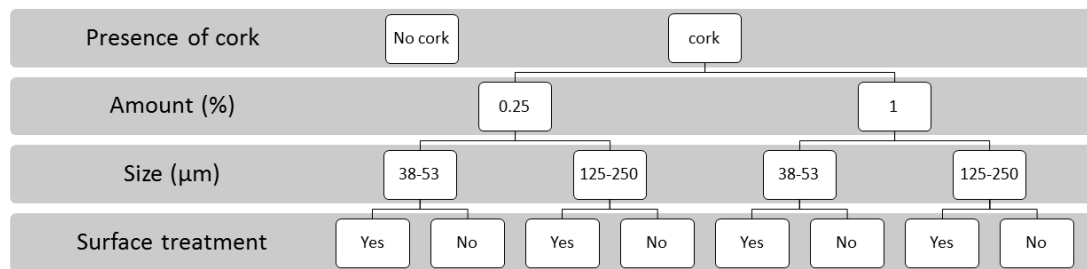 Presence of cork
No cork
cork
Amount (%)
0.25
1
Size (μm)
38-53
125-250
38-53
125-250
Surface treatment
Yes
No
Yes
No
Yes
No
Yes
No